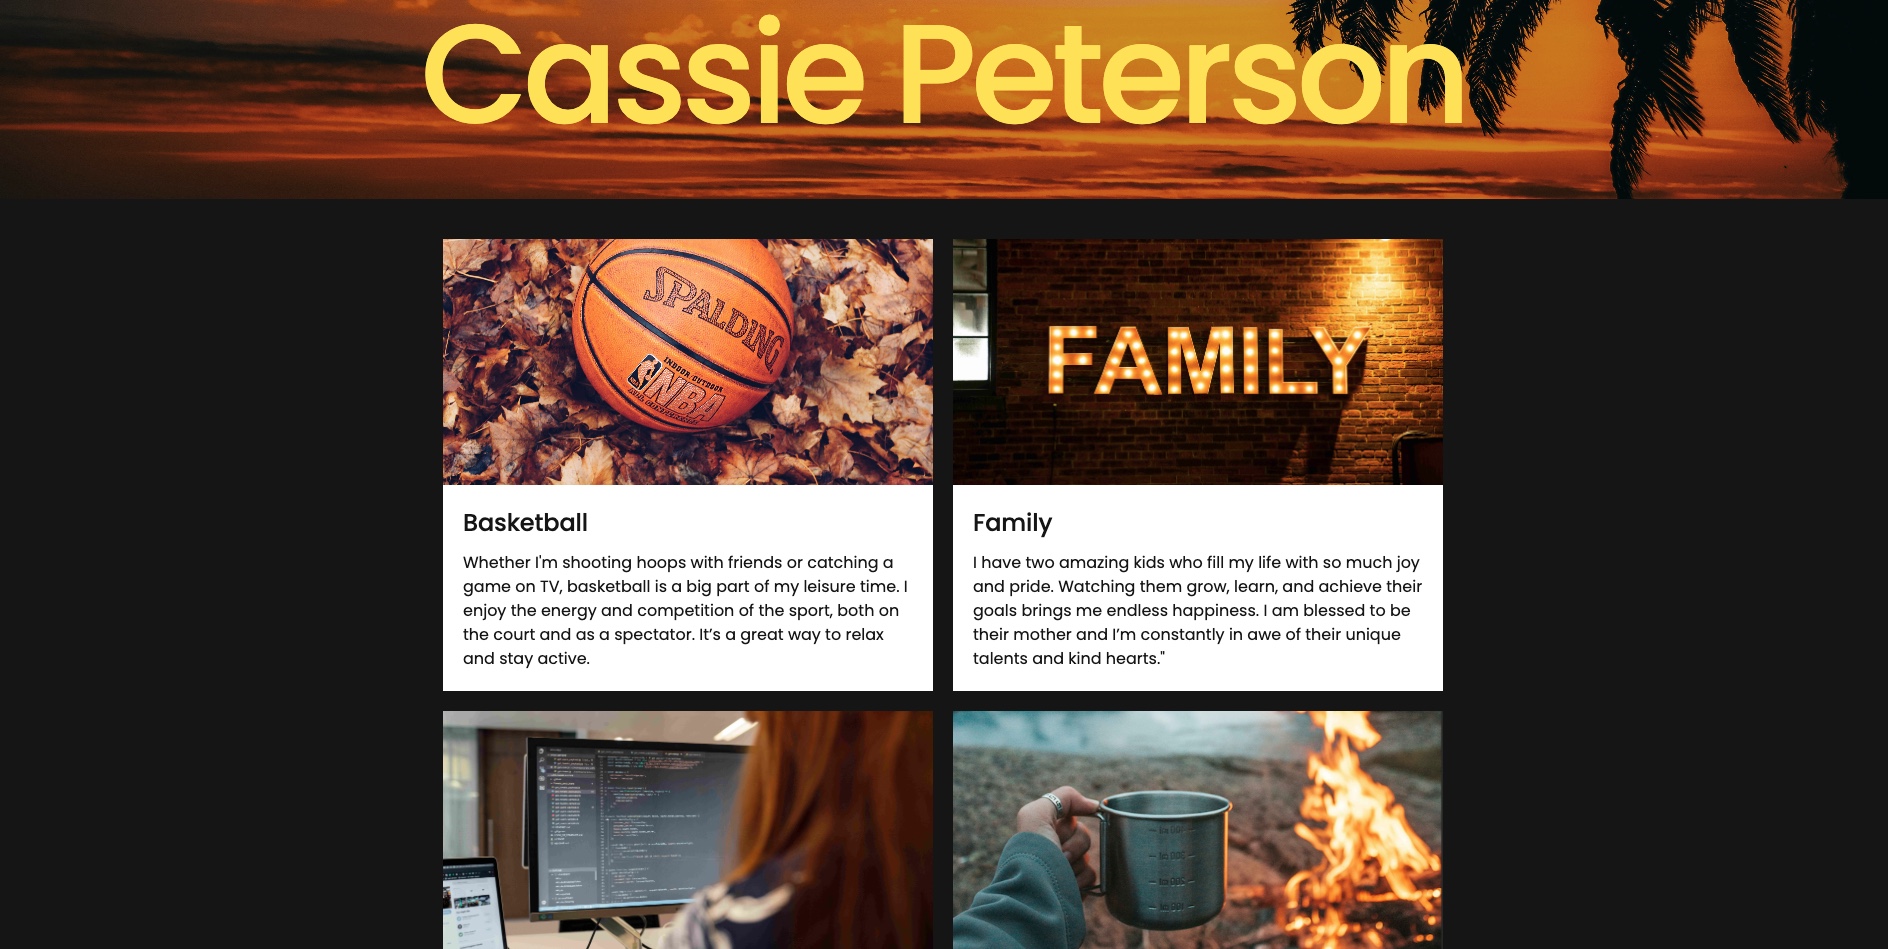 Cassie Peterson
SPALDING
INDOOR/OUTDOOR
NBA
FAMILY
Basketball
Whether I'm shooting hoops with friends or catching a
game on TV, basketball is a big part of my leisure time. I
enjoy the energy and competition of the sport, both on
the court and as a spectator. It’s a great way to relax
and stay active.
Family
I have two amazing kids who fill my life with so much joy
and pride. Watching them grow, learn, and achieve their
goals brings me endless happiness. I am blessed to be
their mother and I’m constantly in awe of their unique
talents and kind hearts."